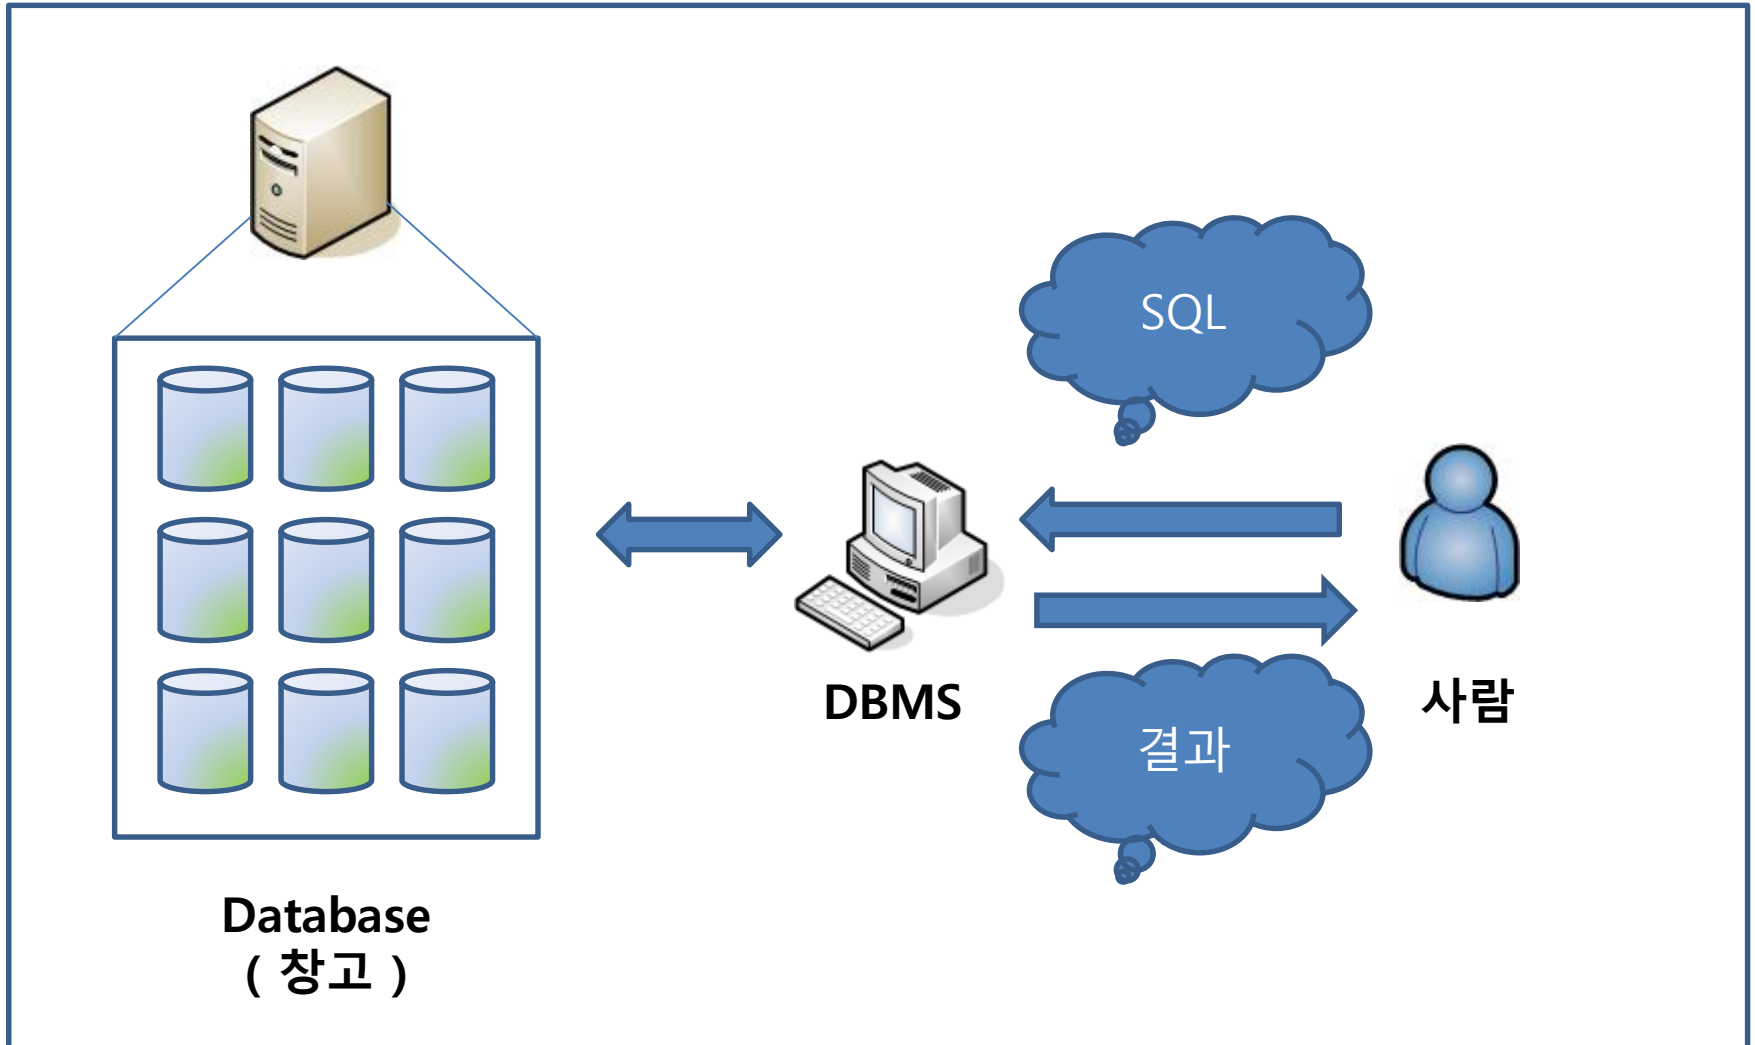 SQL
DBMS
사람
결과
Database
( 창고 )